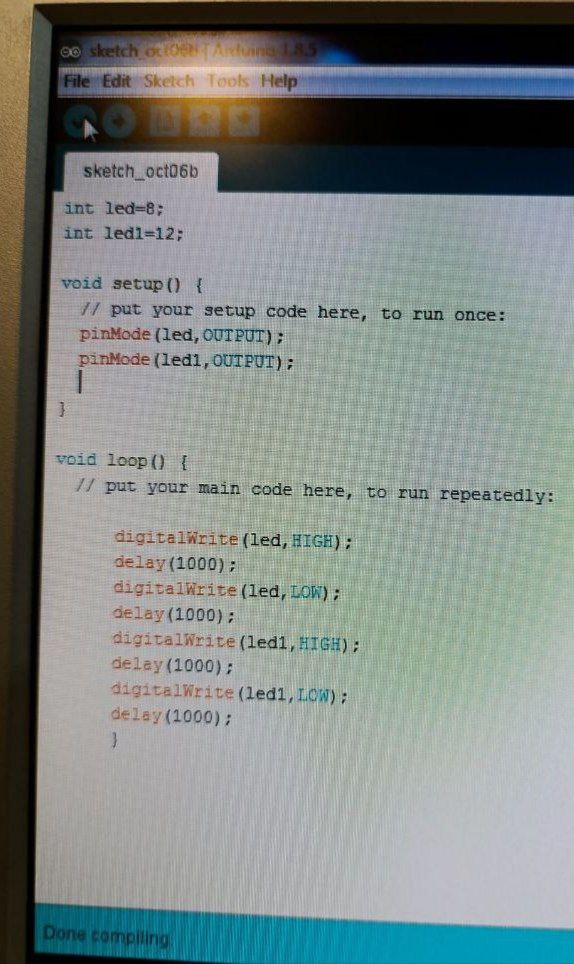 sketch_oct06b | Arduino 1.8.5
File Edit Sketch Tools Help
sketch_oct06b
int led=8;
int led1=12;
void setup() {
// put your setup code here, to run once:
pinMode(led,OUTPUT);
pinMode(led1,OUTPUT);
}
void loop() {
// put your main code here, to run repeatedly:
digitalWrite(led,HIGH);
delay(1000);
digitalWrite(led,LOW);
delay(1000);
digitalWrite(led1,HIGH);
delay(1000);
digitalWrite(led1,LOW);
delay(1000);
}
Done compiling.